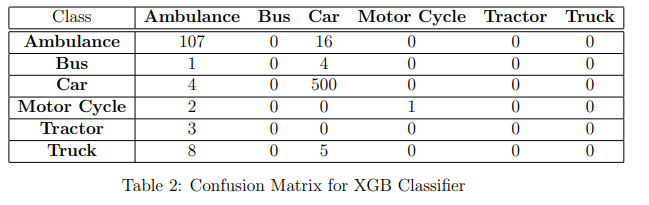 Class Ambulance Bus Car Motor Cycle Tractor Truck
Ambulance 107 0 16 0 0 0
Bus 1 0 4 0 0 0
Car 4 0 500 0 0 0
Motor Cycle 2 0 0 1 0 0
Tractor 3 0 0 0 0 0
Truck 8 0 5 0 0 0
Table 2: Confusion Matrix for XGB Classifier